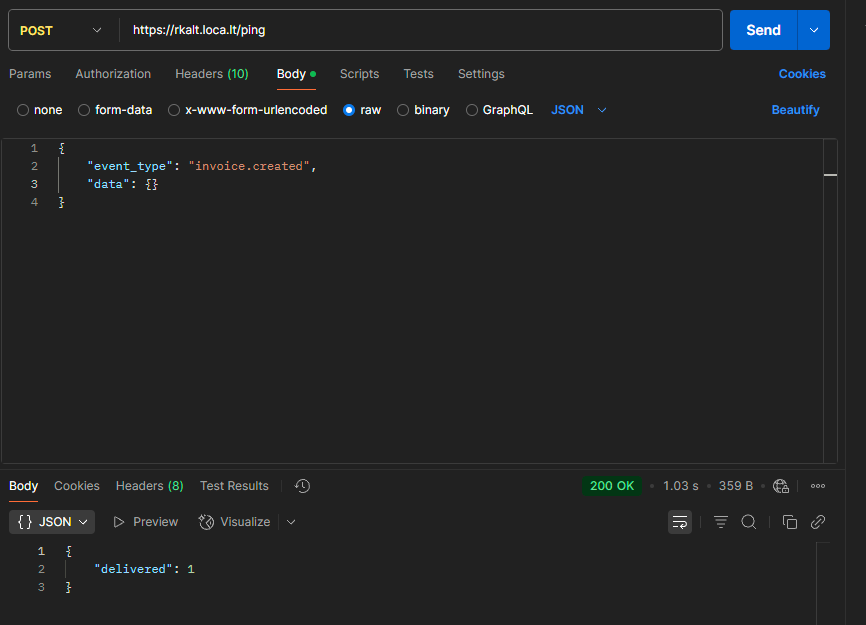 POST https://rkalt.loca.lt/ping Send
Params Authorization Headers (10) Body Scripts Tests Settings Cookies
none form-data x-www-form-urlencoded raw binary GraphQL JSON Beautify
1 {
2 "event_type": "invoice.created",
3 "data": {}
4 }
Body Cookies Headers (8) Test Results 200 OK • 1.03 s • 359 B •
{} JSON Preview Visualize
1 {
2 "delivered": 1
3 }